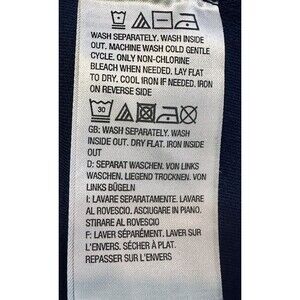 WASH SEPARATELY. WASH INSIDE
OUT. MACHINE WASH COLD GENTLE
CYCLE. ONLY NON-CHLORINE
BLEACH WHEN NEEDED. LAY FLAT
TO DRY. COOL IRON IF NEEDED. IRON
ON REVERSE SIDE
30
GB: WASH SEPARATELY. WASH
INSIDE OUT. DRY FLAT. IRON INSIDE
OUT
D: SEPARAT WASCHEN. VON LINKS
WASCHEN. LIEGEND TROCKNEN. VON
LINKS BÜGELN
I: LAVARE SEPARATAMENTE. LAVARE
AL ROVESCIO. ASCIUGARE IN PIANO.
STIRARE AL ROVESCIO
F: LAVER SÉPARÉMENT. LAVER SUR
L'ENVERS. SÉCHER À PLAT.
REPASSER SUR L'ENVERS